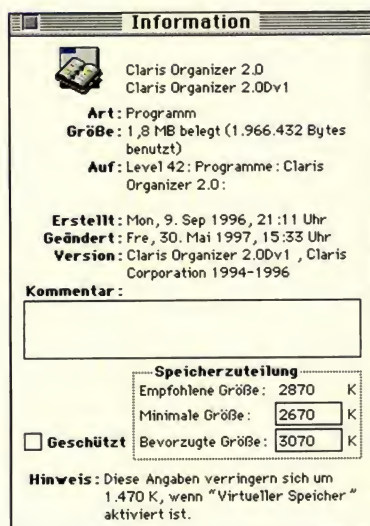 Information
Claris Organizer 2.0
Claris Organizer 2.0Dv1
Art: Programm
Größe: 1,8 MB belegt (1.966.432 Bytes
benutzt)
Auf: Level 42: Programme: Claris
Organizer 2.0:
Erstellt: Mon, 9. Sep 1996, 21:11 Uhr
Geändert: Fre, 30. Mai 1997, 15:33 Uhr
Version: Claris Organizer 2.0Dv1, Claris
Corporation 1994-1996
Kommentar:
Speicherzuteilung
Empfohlene Größe: 2870 K
Minimale Größe: 2670 K
Geschützt Bevorzugte Größe: 3070 K
Hinweis: Diese Angaben verringern sich um
1.470 K, wenn "Virtueller Speicher"
aktiviert ist.